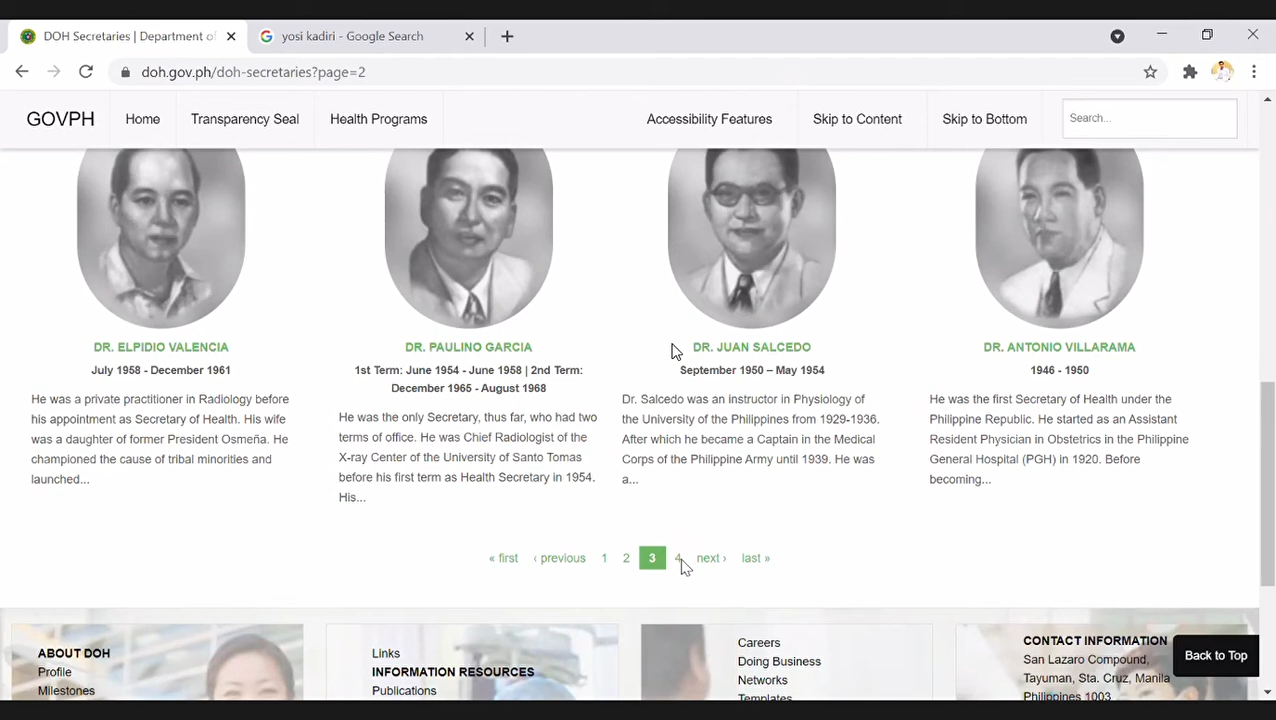 DOH Secretaries | Department of
yosi kadiri - Google Search
doh.gov.ph/doh-secretaries?page=2
GOVPH
Home
Transparency Seal
Health Programs
Accessibility Features
Skip to Content
Skip to Bottom
Search...
DR. ELPIDIO VALENCIA
July 1958 - December 1961
He was a private practitioner in Radiology before
his appointment as Secretary of Health. His wife
was a daughter of former President Osmeña. He
championed the cause of tribal minorities and
launched...
DR. PAULINO GARCIA
1st Term: June 1954 - June 1958 | 2nd Term:
December 1965 - August 1968
He was the only Secretary, thus far, who had two
terms of office. He was Chief Radiologist of the
X-ray Center of the University of Santo Tomas
before his first term as Health Secretary in 1954.
His...
DR. JUAN SALCEDO
September 1950 – May 1954
Dr. Salcedo was an instructor in Physiology of
the University of the Philippines from 1929-1936.
After which he became a Captain in the Medical
Corps of the Philippine Army until 1939. He was
a...
DR. ANTONIO VILLARAMA
1946 - 1950
He was the first Secretary of Health under the
Philippine Republic. He started as an Assistant
Resident Physician in Obstetrics in the Philippine
General Hospital (PGH) in 1920. Before
becoming...
« first ‹ previous 1 2 3 4 next › last »
ABOUT DOH
Profile
Milestones
Links
INFORMATION RESOURCES
Publications
Careers
Doing Business
Networks
Templates
CONTACT INFORMATION
San Lazaro Compound,
Tayuman, Sta. Cruz, Manila
Philippines 1003
Back to Top